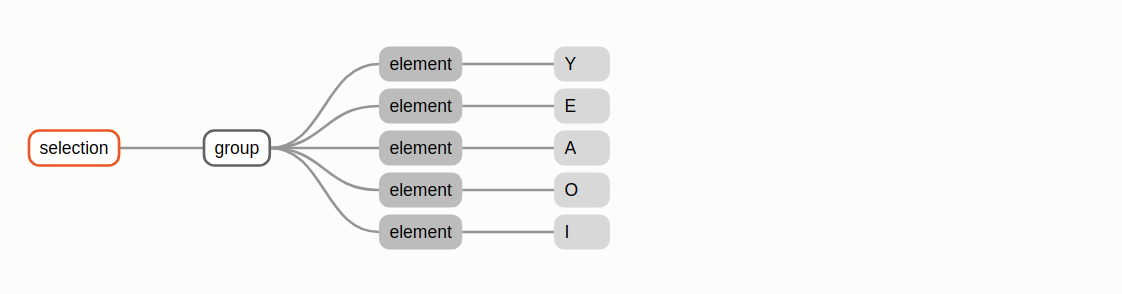 element Y
element E
selection group element A
element O
element I